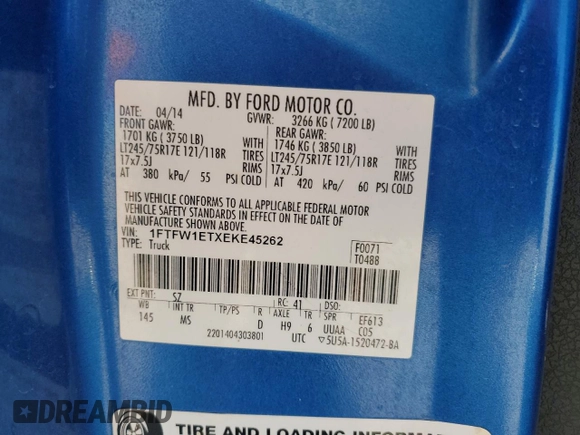 MFD. BY FORD MOTOR CO.
DATE: 04/14 GVWR: 3266 KG ( 7200 LB)
FRONT GAWR: REAR GAWR:
1701 KG ( 3750 LB) WITH 1746 KG ( 3850 LB) WITH
LT245/75R17E 121/118R TIRES LT245/75R17E 121/118R TIRES
17x7.5J RIMS 17x7.5J RIMS
AT 380 kPa/ 55 PSI COLD AT 420 kPa/ 60 PSI COLD
THIS VEHICLE CONFORMS TO ALL APPLICABLE FEDERAL MOTOR
VEHICLE SAFETY STANDARDS IN EFFECT ON THE DATE OF
MANUFACTURE SHOWN ABOVE.
VIN: 1FTFW1ETXEKE45262 F0071
TYPE: Truck T0488
EXT PNT: SZ RC: 41 DSO:
WB INT TR TP/PS R AXLE TR SPR EF613
145 MS D H9 6 UUAA C05
2201404303801 UTC ▽5U5A-1520472-BA
DREAMBID
TIRE AND LOADING INFORMA